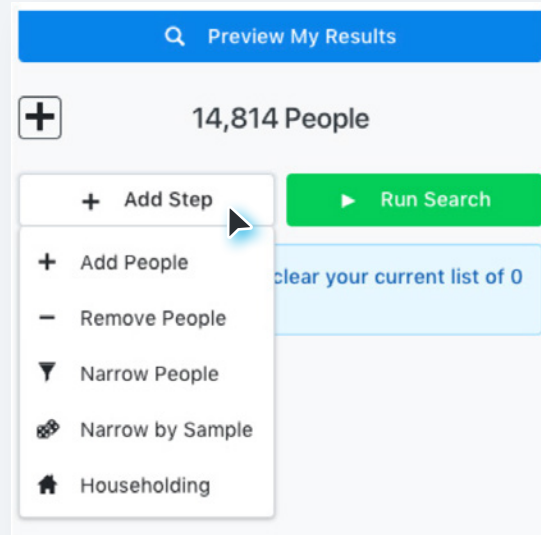 Preview My Results
14,814 People
Add Step
Run Search
clear your current list of 0
Add People
Remove People
Narrow People
Narrow by Sample
Householding